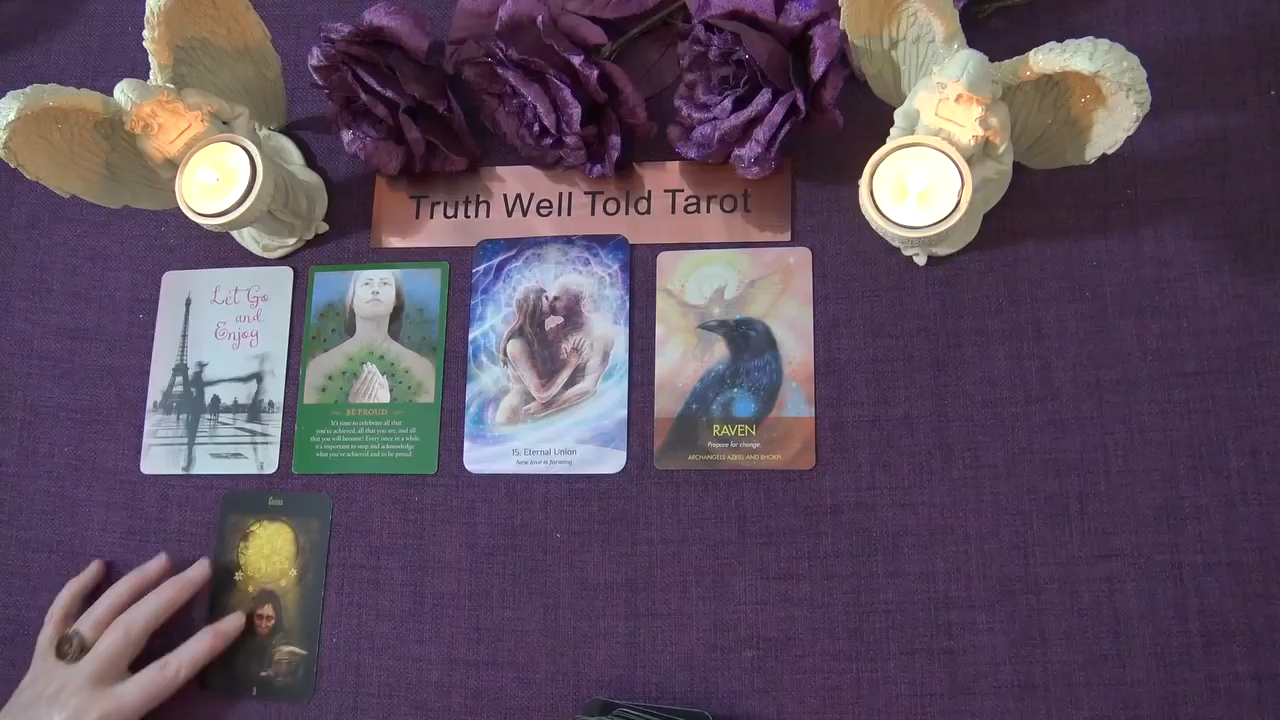 Truth Well Told Tarot
Let Go
and
Enjoy
BE PROUD
It's time to celebrate all that
you've achieved, all that you are, and all
that you will become! Every once in a while,
it's important to stop and acknowledge
what you've achieved and to be proud.
15. Eternal Union
New love is forming
RAVEN
Prepare for change.
ARCHANGELS AZRIEL AND RHOKIEL
Coins